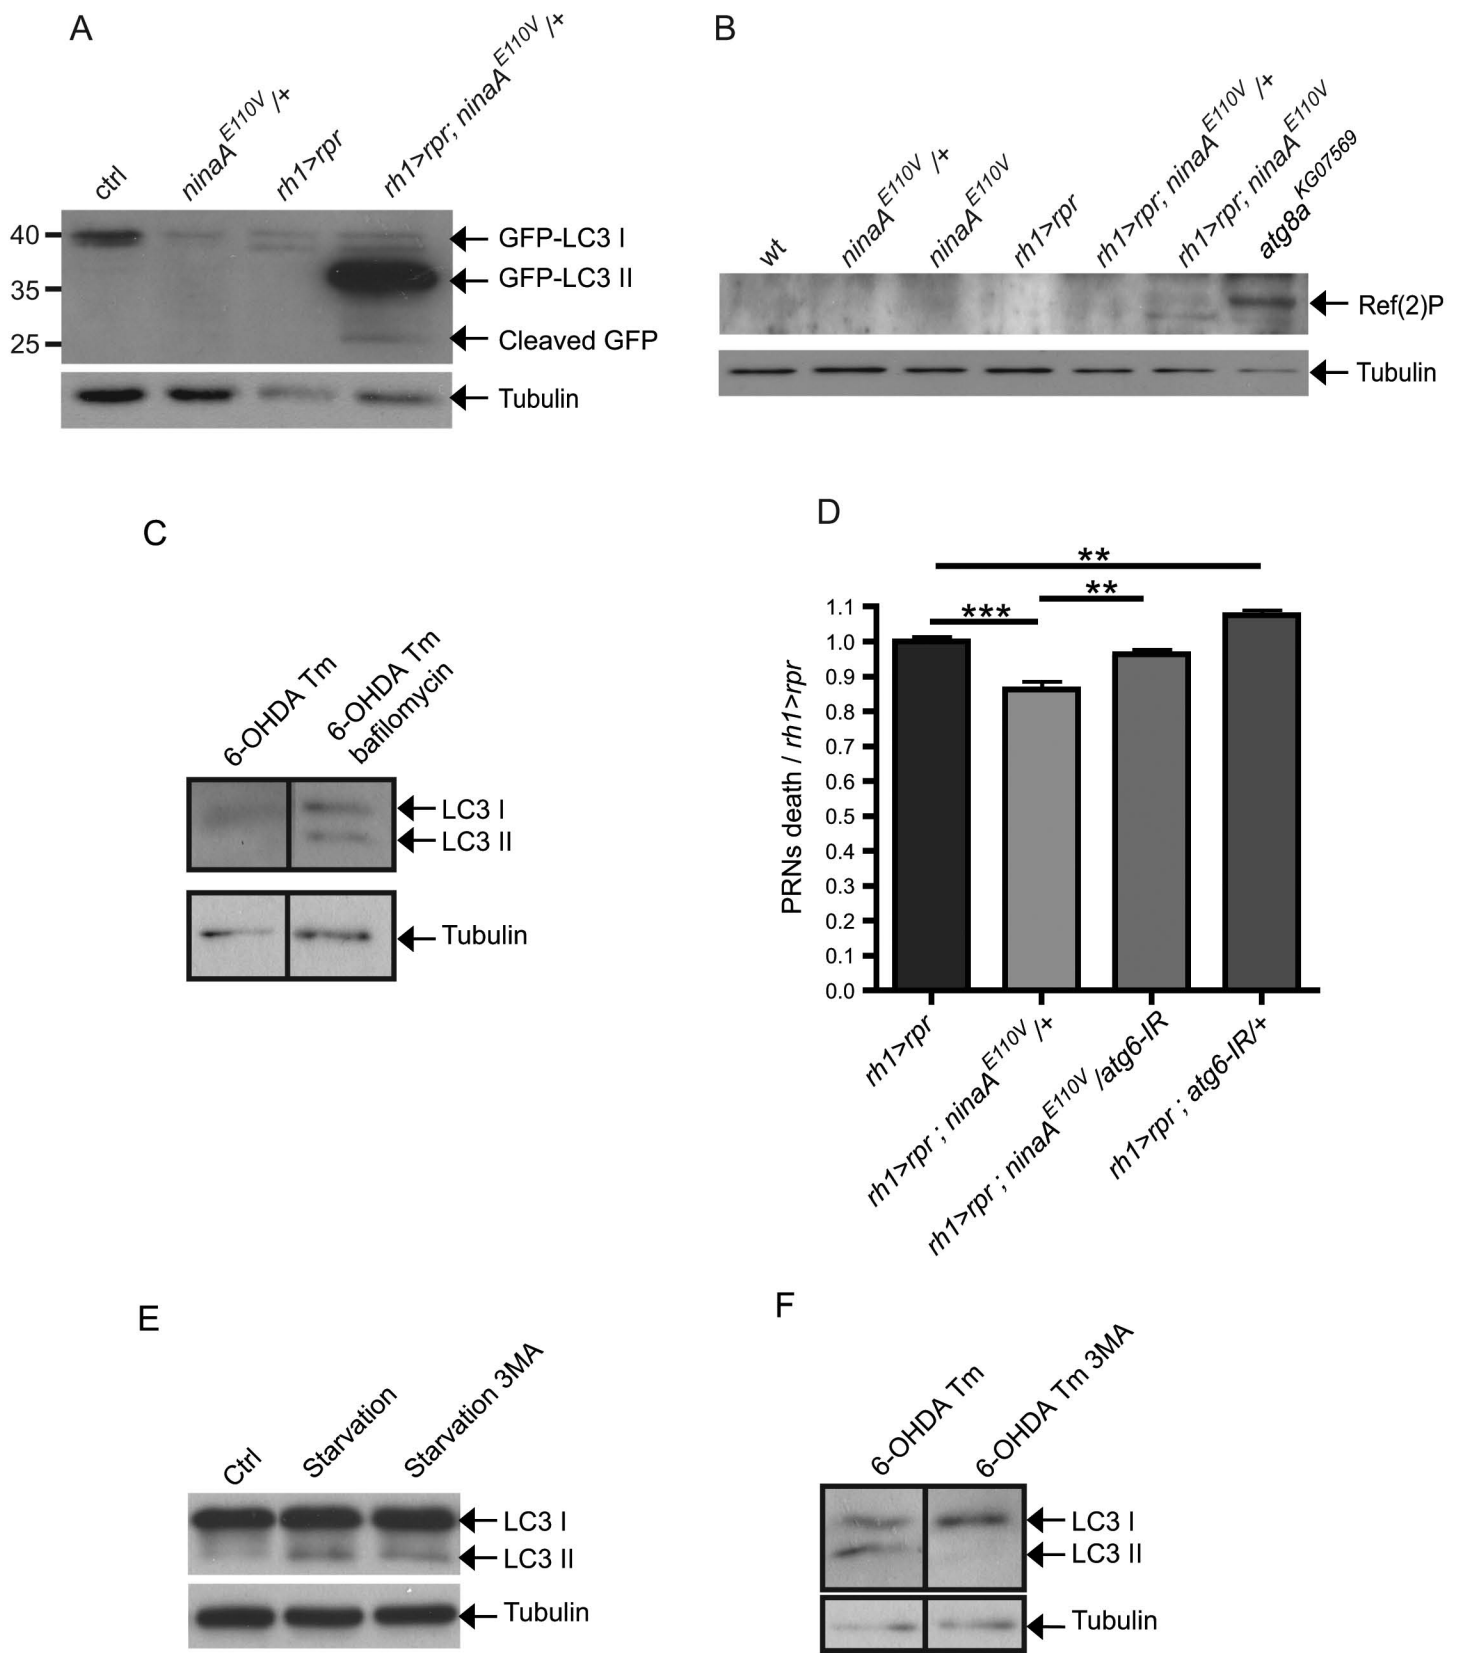 A
ctrl
ninaA^E110V /+
rh1>rpr
rh1>rpr; ninaA^E110V /+
40
35
25
GFP-LC3 I
GFP-LC3 II
Cleaved GFP
Tubulin
B
wt
ninaA^E110V /+
ninaA^E110V
rh1>rpr
rh1>rpr; ninaA^E110V /+
rh1>rpr; ninaA^E110V
atg8a^KG07569
Ref(2)P
Tubulin
C
6-OHDA Tm
6-OHDA Tm
bafilomycin
LC3 I
LC3 II
Tubulin
D
**
**
***
1.1
1.0
0.9
0.8
0.7
0.6
0.5
0.4
0.3
0.2
0.1
0.0
PRNs death / rh1>rpr
rh1>rpr
rh1>rpr ; ninaA^E110V /+
rh1>rpr ; ninaA^E110V /atg6-IR
rh1>rpr ; atg6-IR/+
E
Ctrl
Starvation
Starvation 3MA
LC3 I
LC3 II
Tubulin
F
6-OHDA Tm
6-OHDA Tm 3MA
LC3 I
LC3 II
Tubulin